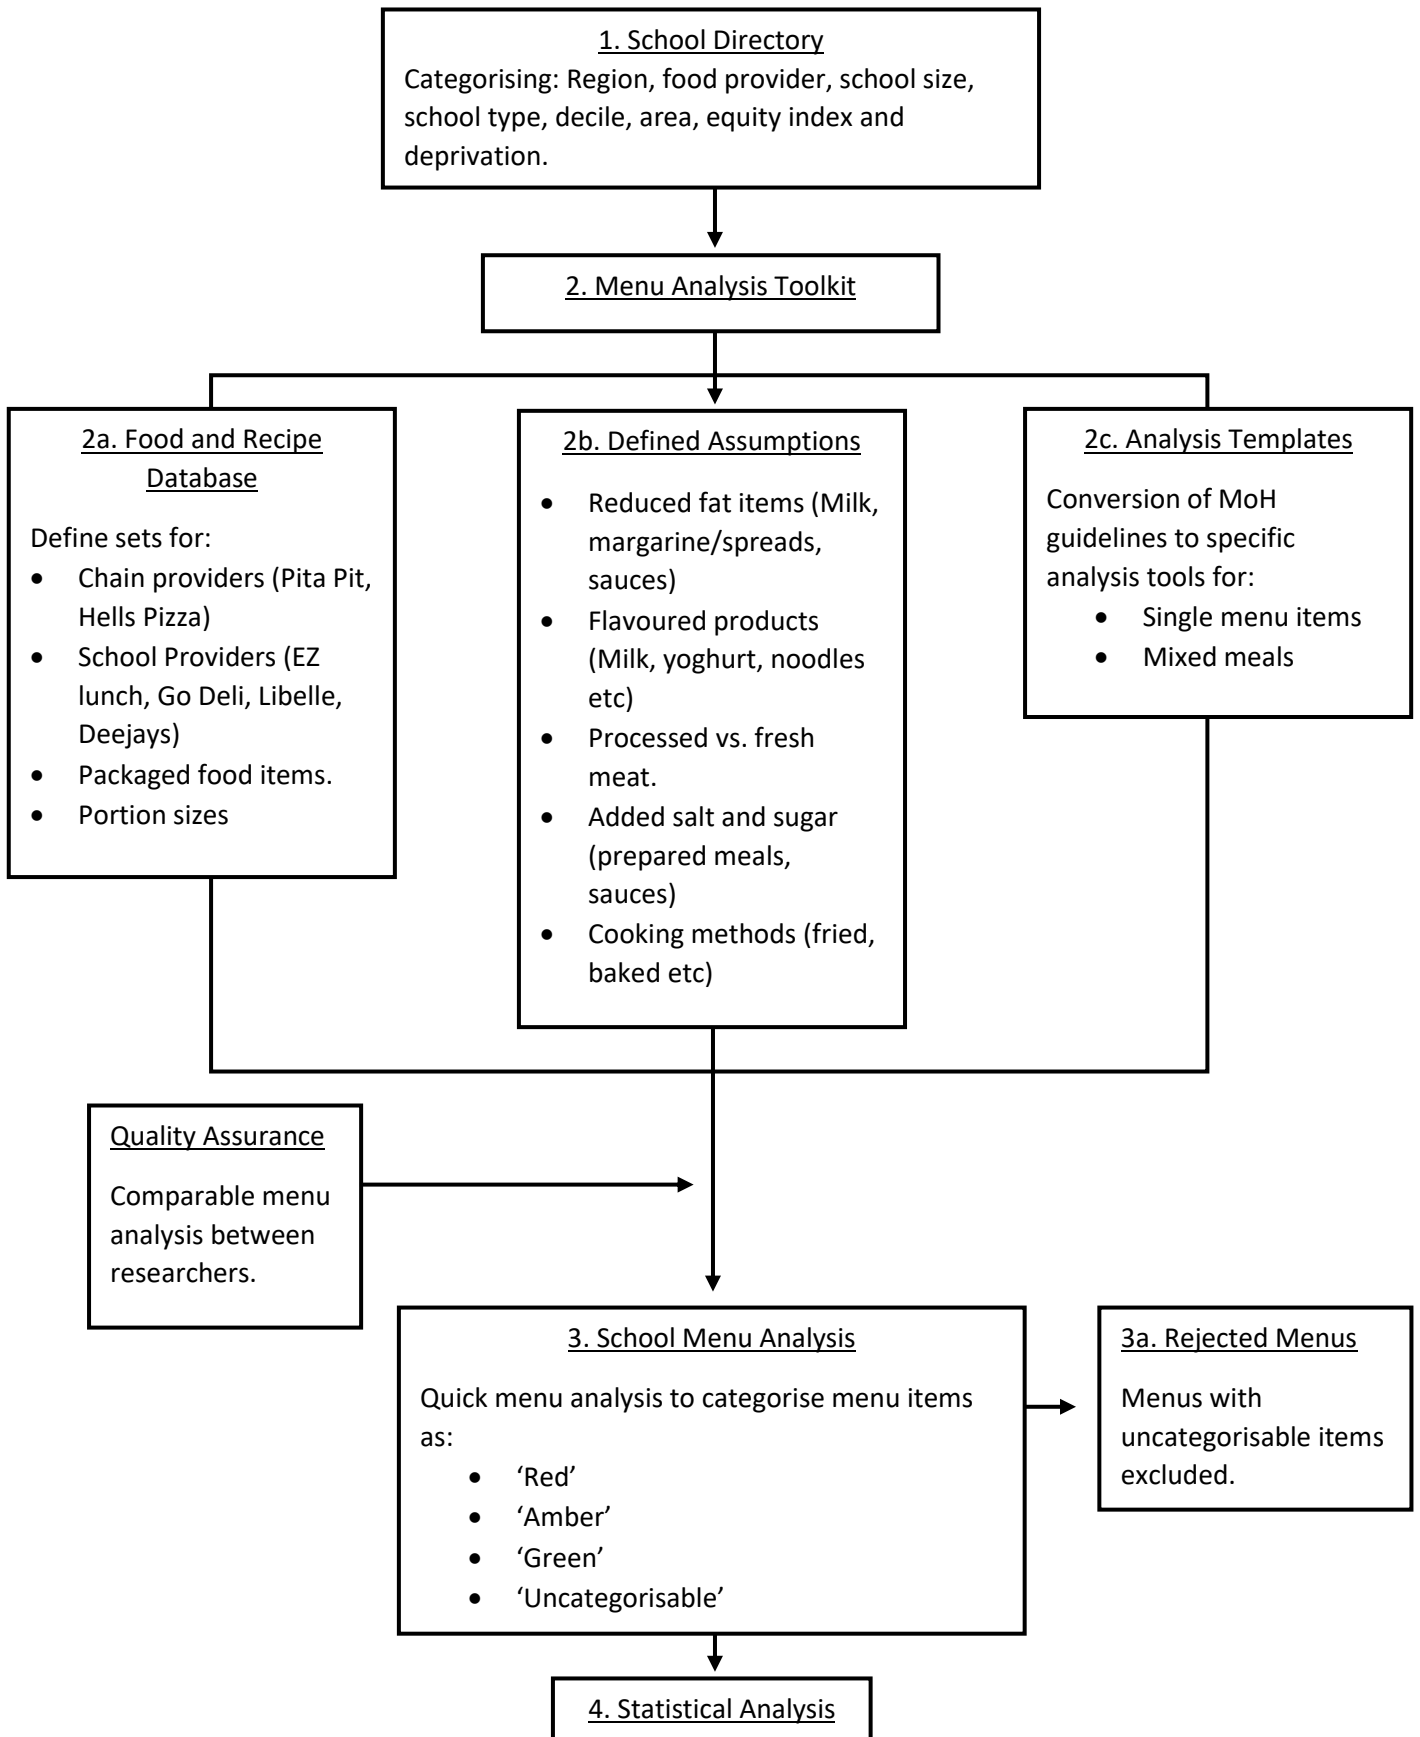 1. School Directory
Categorising: Region, food provider, school size,
school type, decile, area, equity index and
deprivation.
2. Menu Analysis Toolkit
2a. Food and Recipe
Database
Define sets for:
• Chain providers (Pita Pit,
Hells Pizza)
• School Providers (EZ
lunch, Go Deli, Libelle,
Deejays)
• Packaged food items.
• Portion sizes
2b. Defined Assumptions
• Reduced fat items (Milk,
margarine/spreads,
sauces)
• Flavoured products
(Milk, yoghurt, noodles
etc)
• Processed vs. fresh
meat.
• Added salt and sugar
(prepared meals,
sauces)
• Cooking methods (fried,
baked etc)
2c. Analysis Templates
Conversion of MoH
guidelines to specific
analysis tools for:
• Single menu items
• Mixed meals
Quality Assurance
Comparable menu
analysis between
researchers.
3. School Menu Analysis
Quick menu analysis to categorise menu items
as:
• ‘Red’
• ‘Amber’
• ‘Green’
• ‘Uncategorisable’
3a. Rejected Menus
Menus with
uncategorisable items
excluded.
4. Statistical Analysis